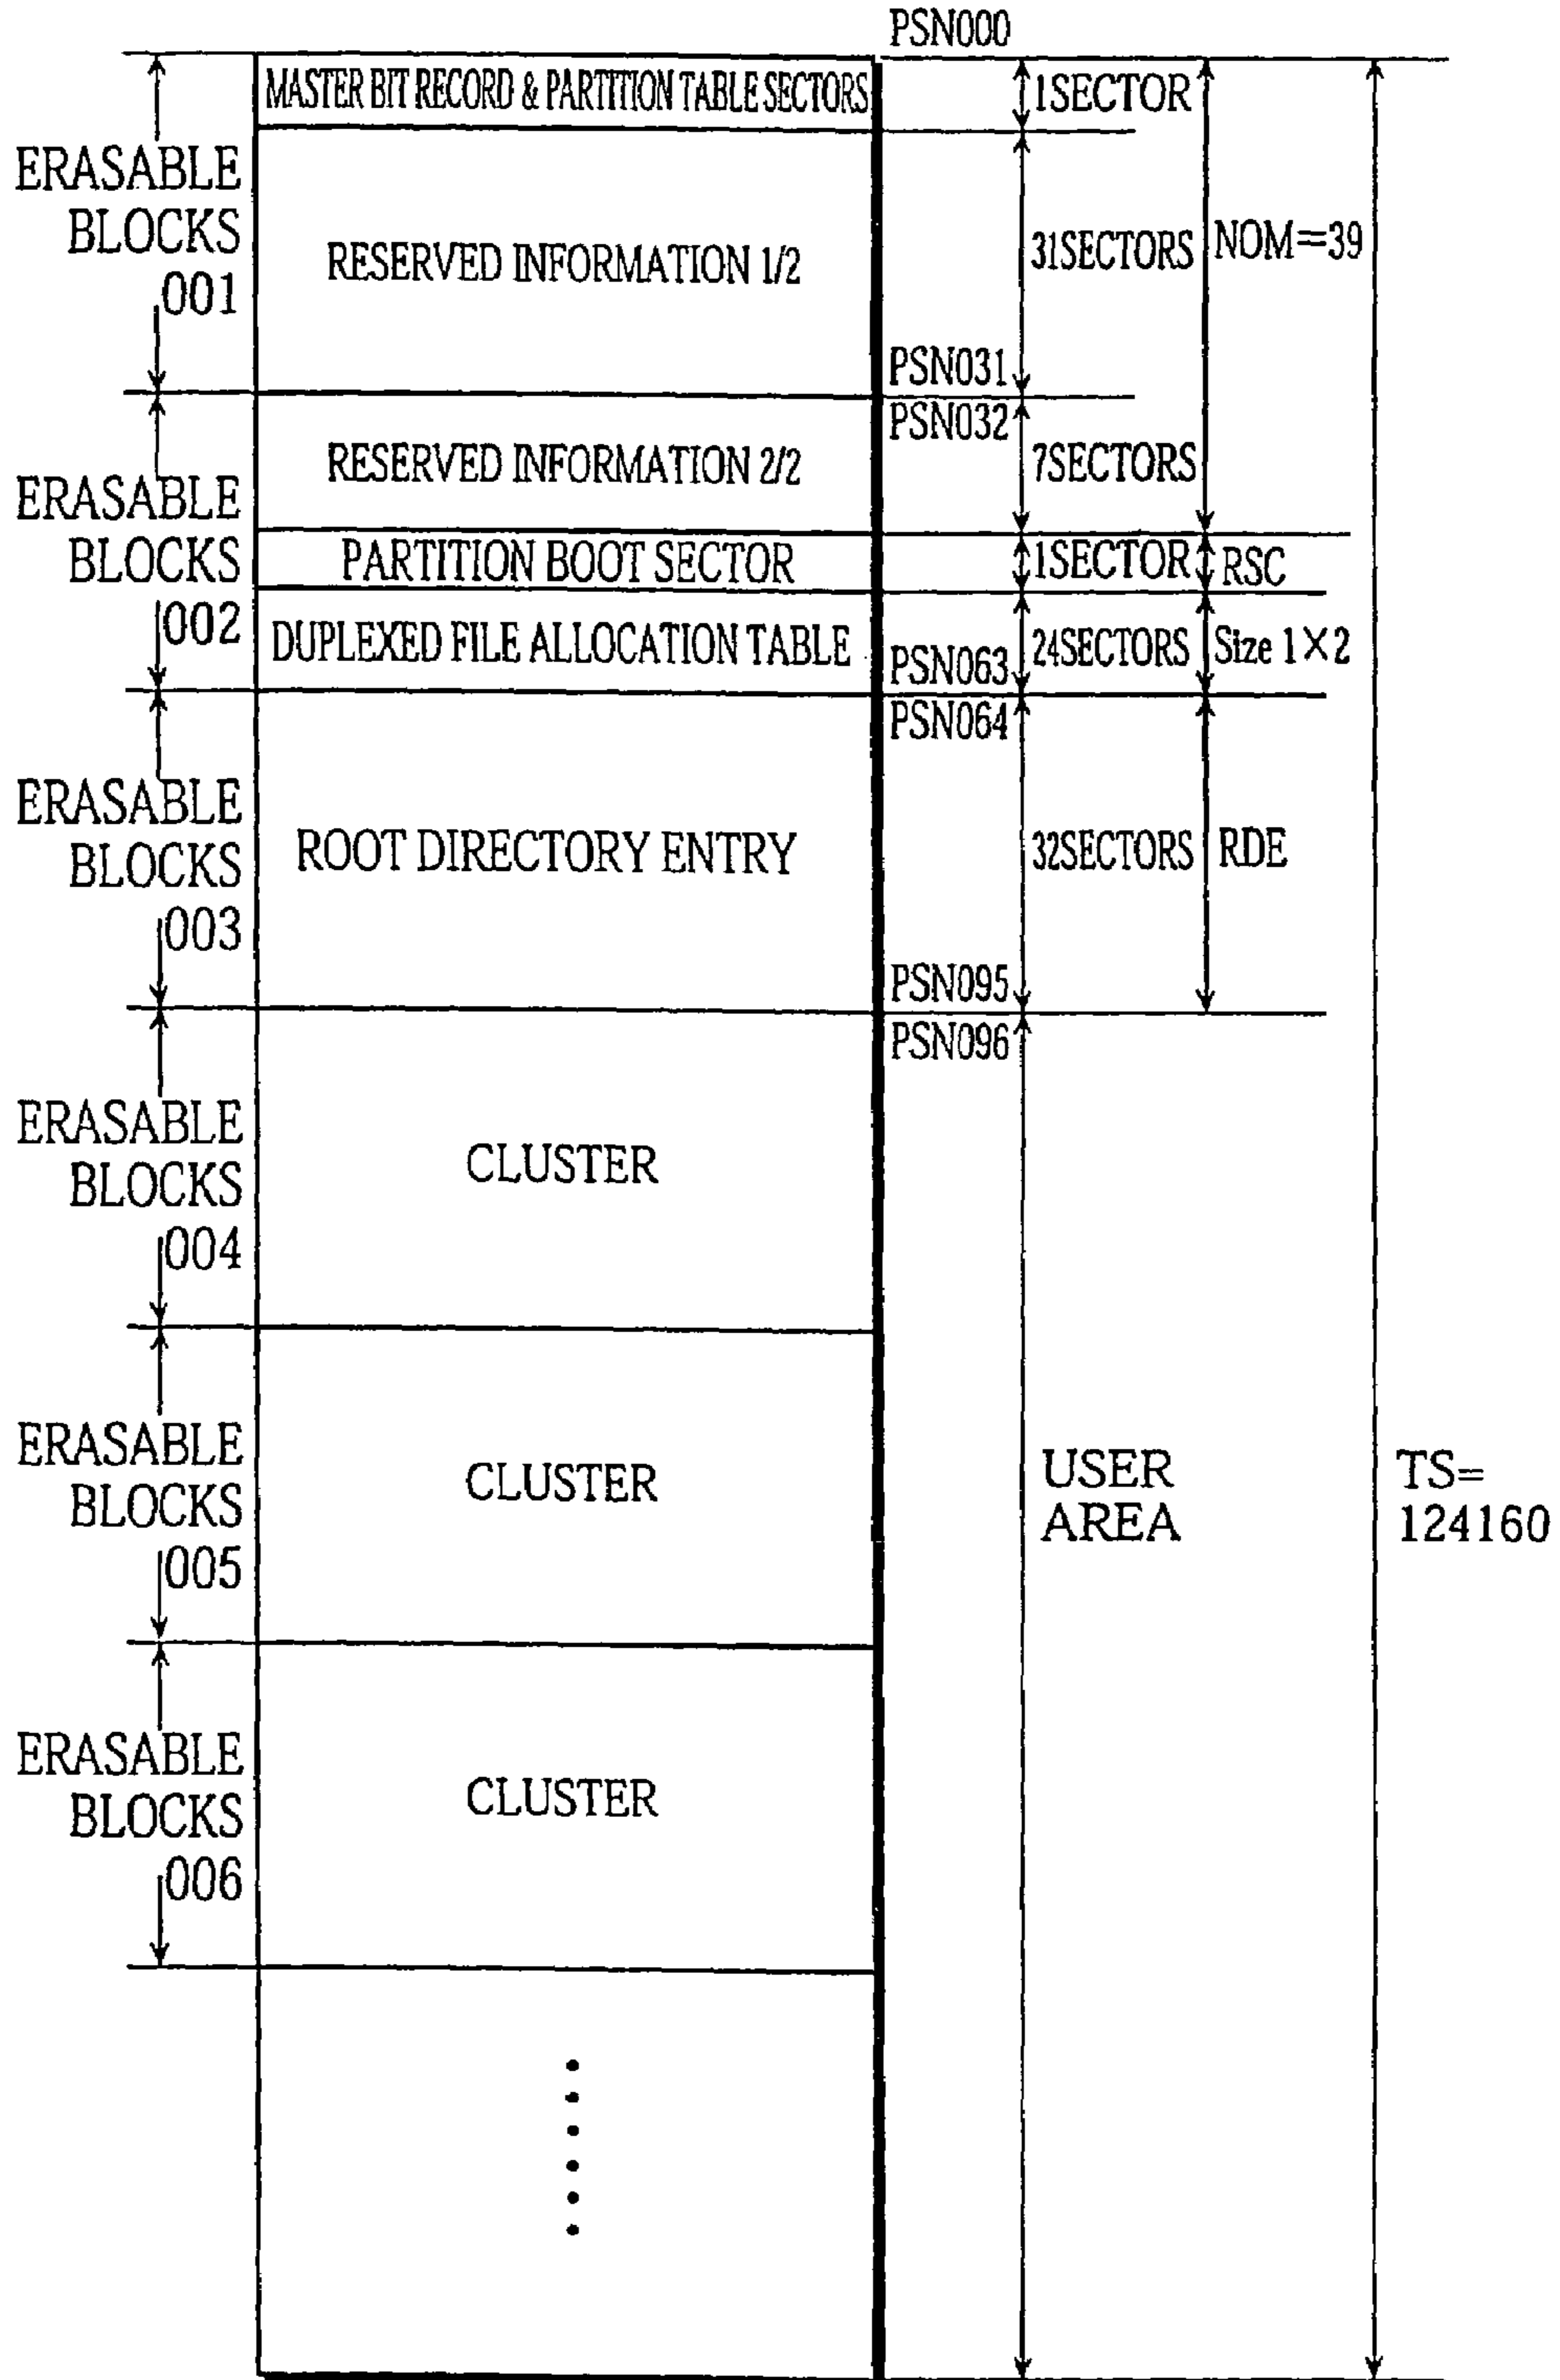 PSN000
MASTER BIT RECORD & PARTITION TABLE SECTORS
1SECTOR
ERASABLE
BLOCKS
001
RESERVED INFORMATION 1/2
31SECTORS
NOM=39
PSN031
PSN032
RESERVED INFORMATION 2/2
7SECTORS
ERASABLE
BLOCKS
002
PARTITION BOOT SECTOR
1SECTOR
RSC
DUPLEXED FILE ALLOCATION TABLE
PSN063
24SECTORS
Size 1×2
PSN064
ERASABLE
BLOCKS
003
ROOT DIRECTORY ENTRY
32SECTORS
RDE
PSN095
PSN096
ERASABLE
BLOCKS
004
CLUSTER
ERASABLE
BLOCKS
005
CLUSTER
USER
AREA
TS=
124160
ERASABLE
BLOCKS
006
CLUSTER